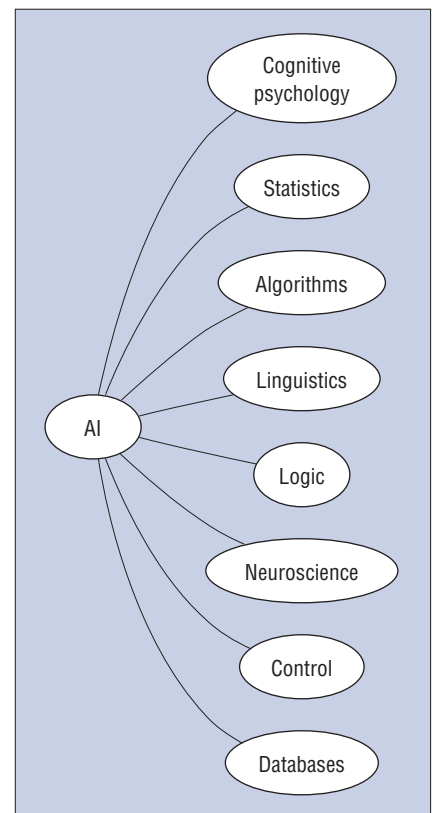 Cognitive
psychology
Statistics
Algorithms
Linguistics
AI
Logic
Neuroscience
Control
Databases